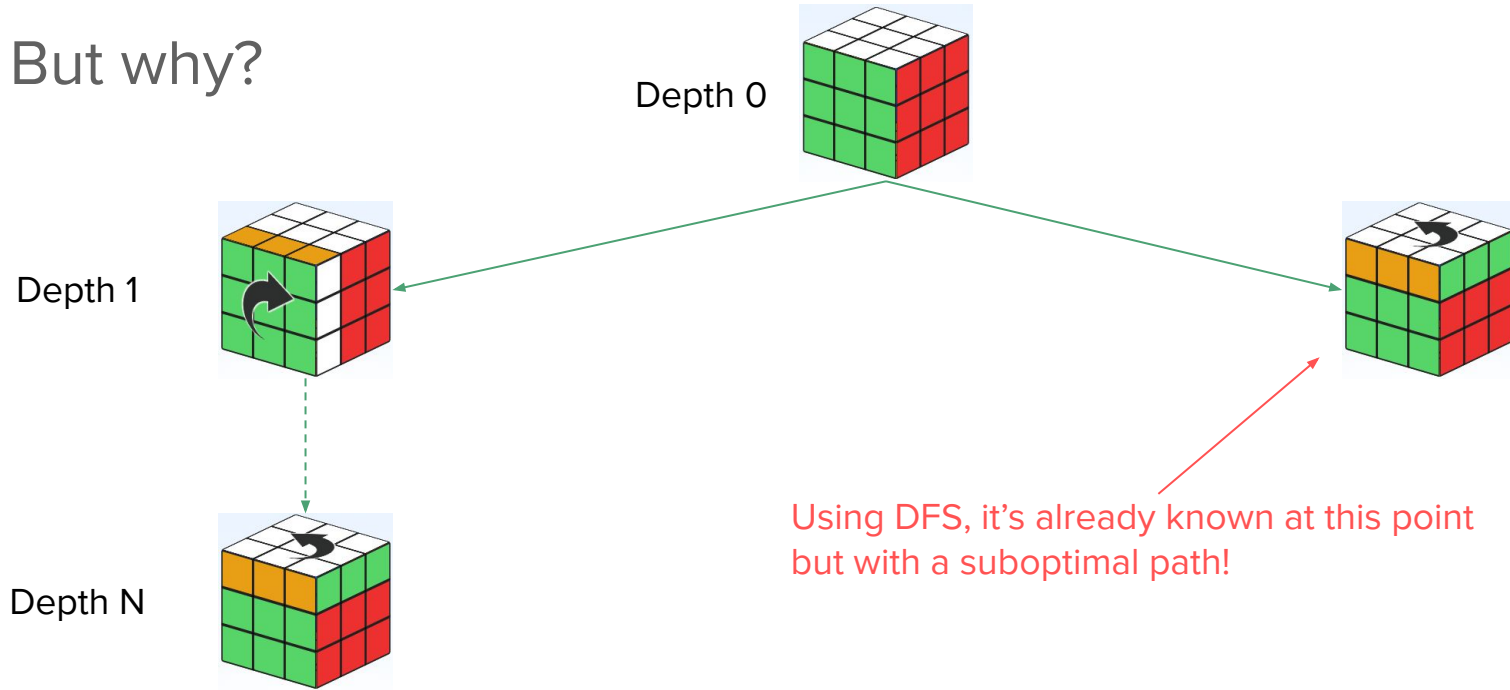 But why?
Depth 0
Depth 1
Using DFS, it’s already known at this point
but with a suboptimal path!
Depth N